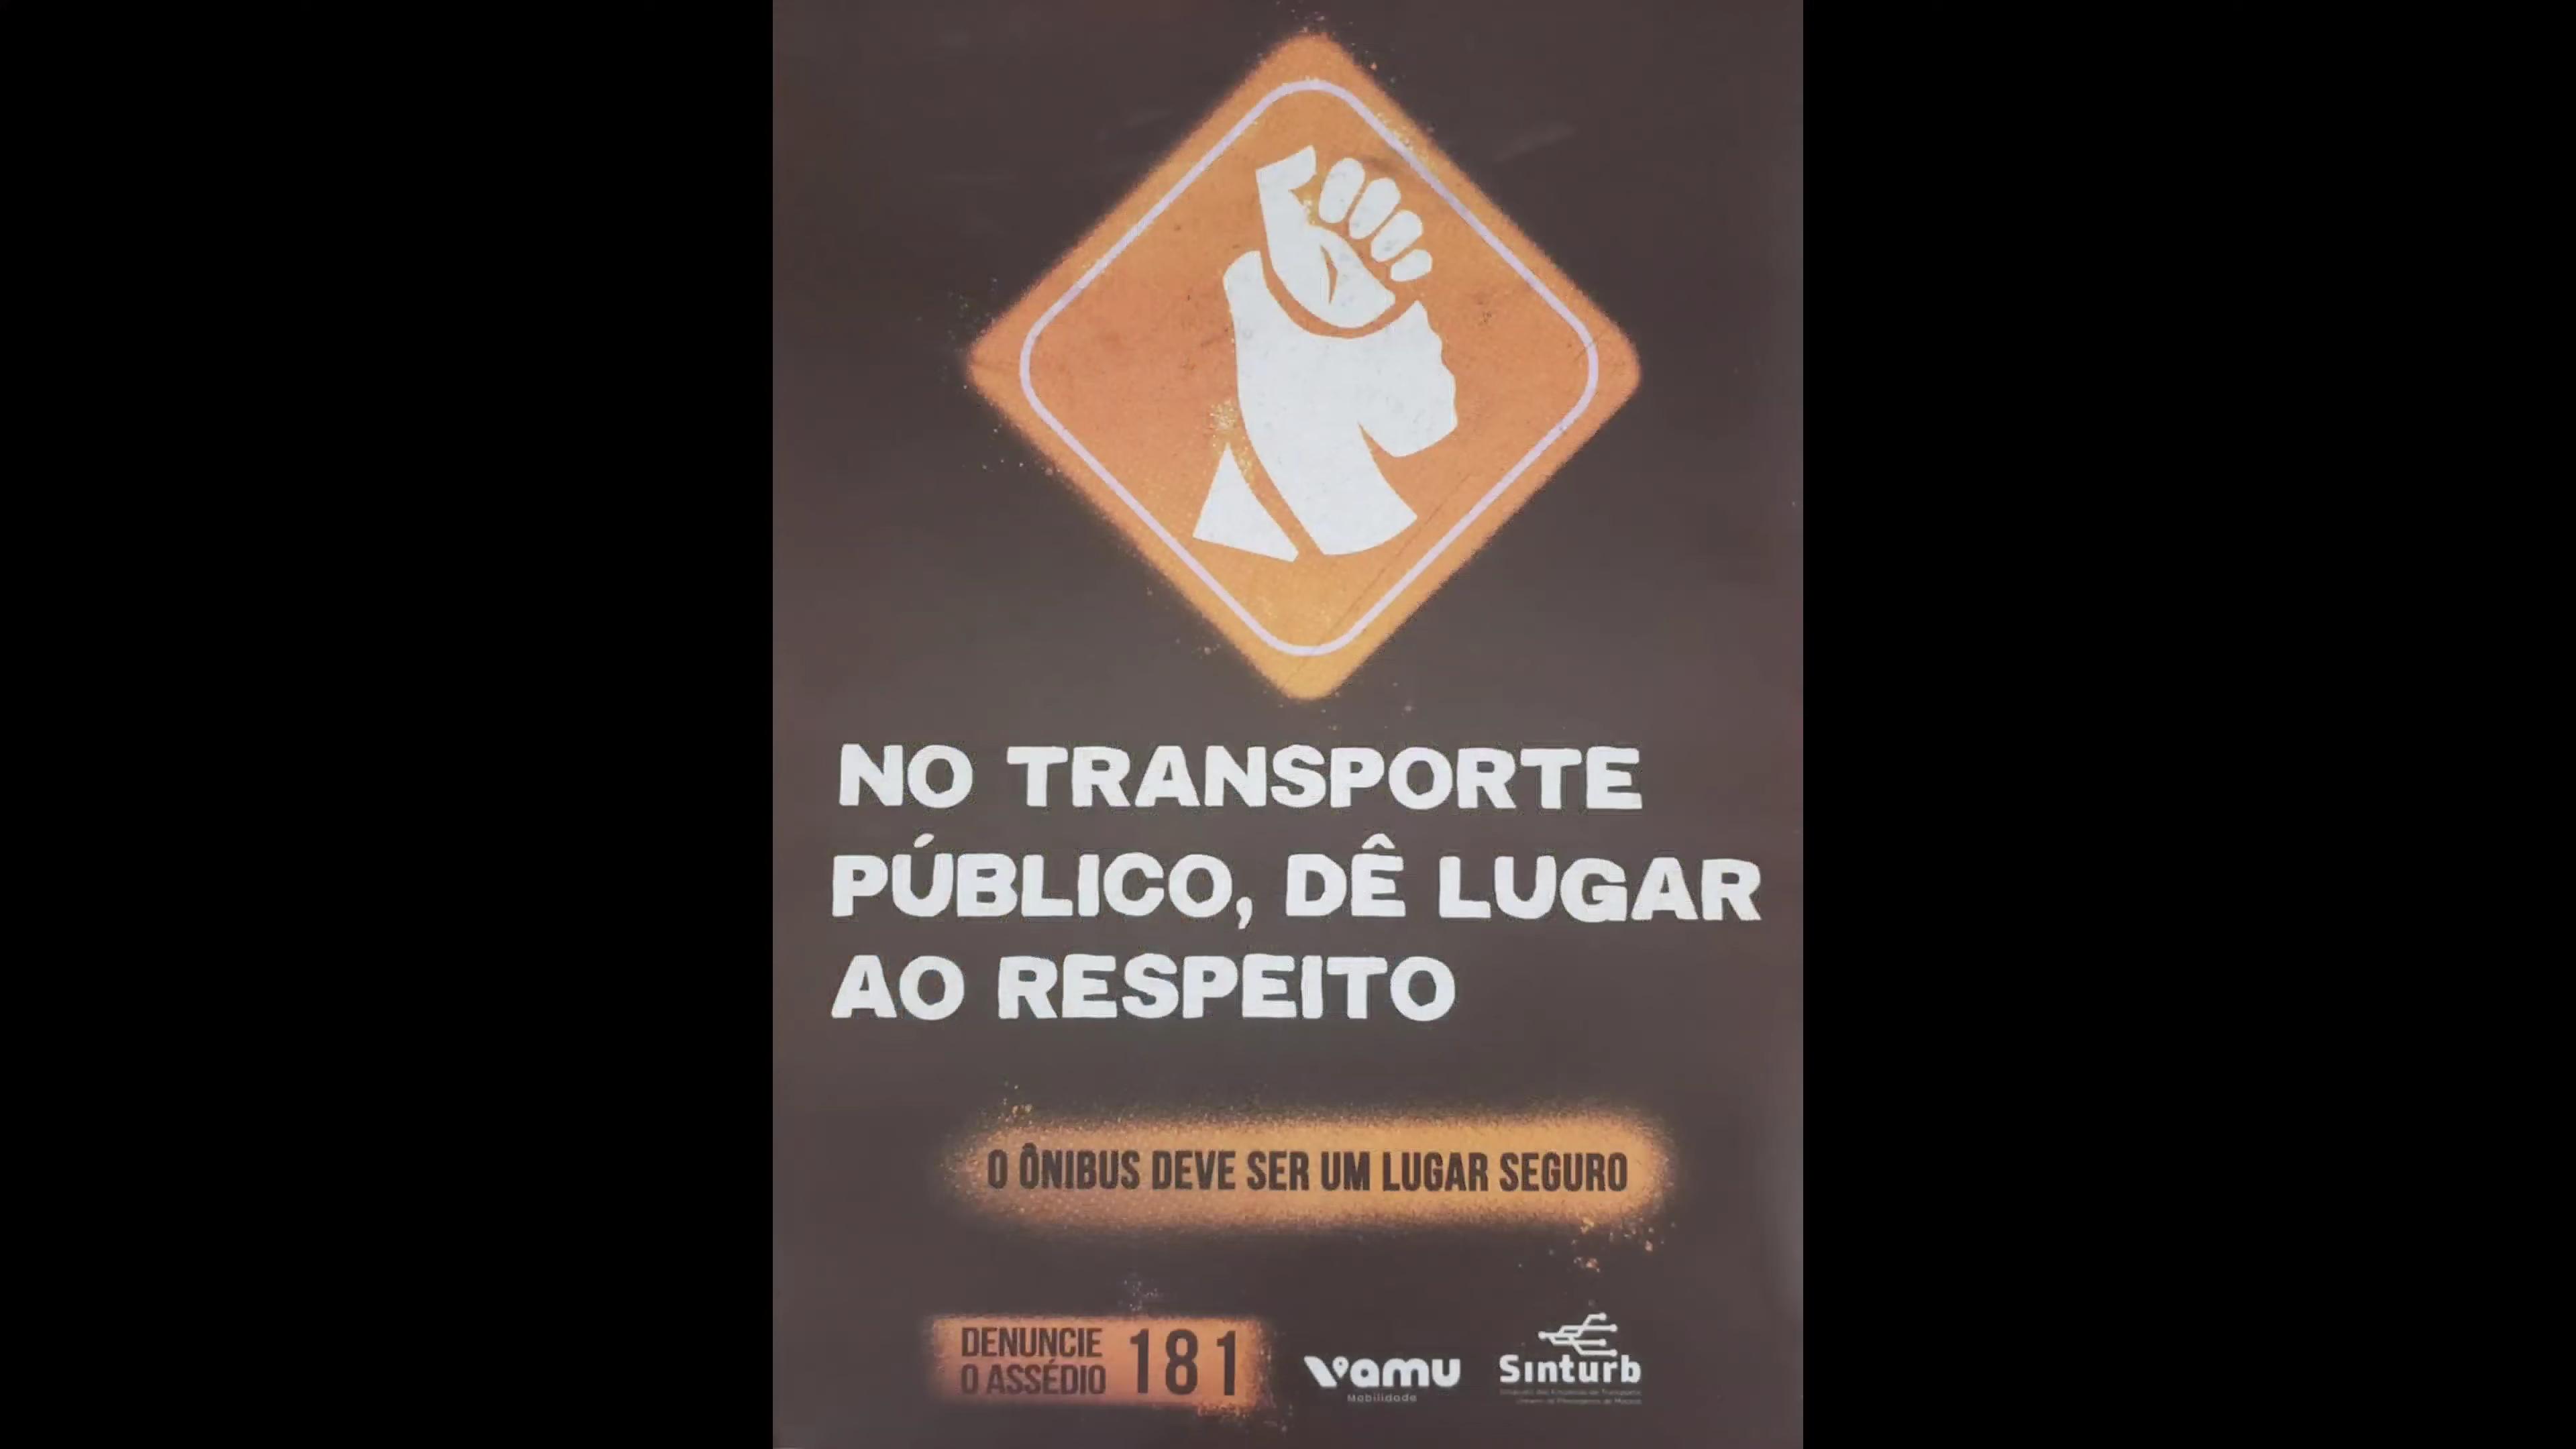 NO TRANSPORTE
PÚBLICO, DÊ LUGAR
AO RESPEITO
O ÔNIBUS DEVE SER UM LUGAR SEGURO
DENUNCIE
O ASSÉDIO
181
Vamu
Mobilidade
Sinturb